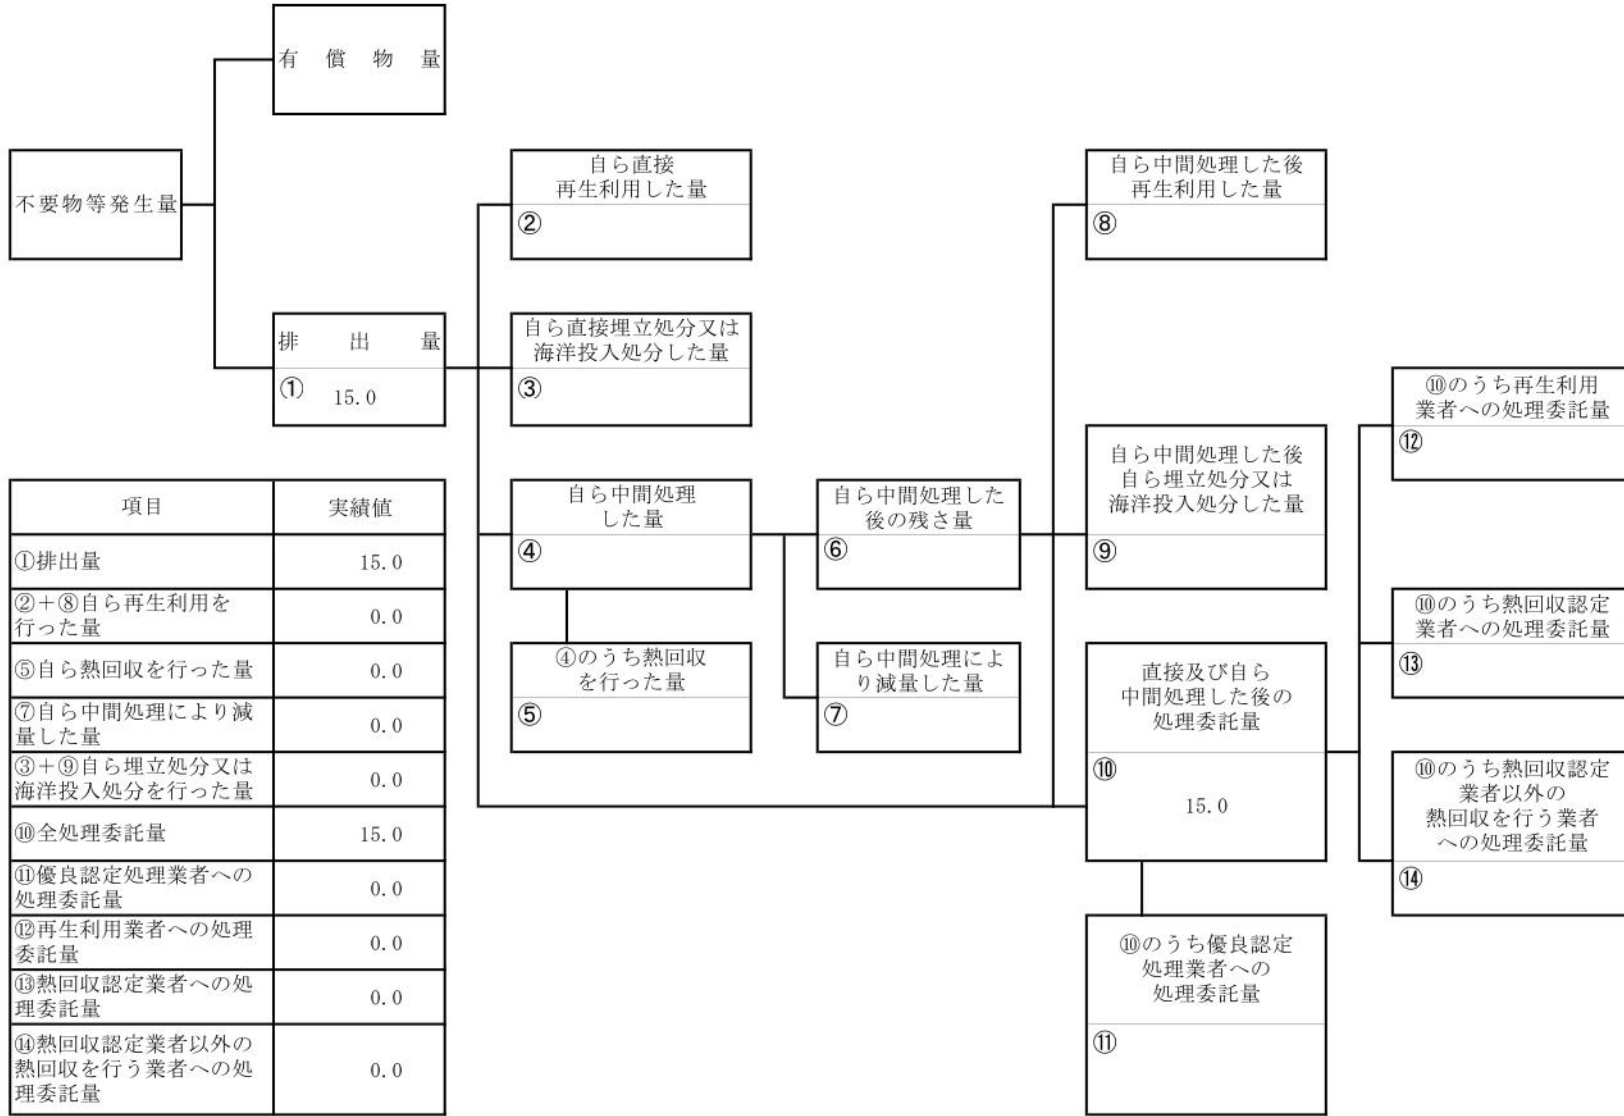 有償物量
不要物等発生量
排出量
①
15.0
自ら直接
再生利用した量
②
自ら直接埋立処分又は
海洋投入処分した量
③
自ら中間処理
した量
④
④のうち熱回収
を行った量
⑤
自ら中間処理した
後の残さ量
⑥
自ら中間処理によ
り減量した量
⑦
自ら中間処理した後
再生利用した量
⑧
自ら中間処理した後
自ら埋立処分又は
海洋投入処分した量
⑨
直接及び自ら
中間処理した後の
処理委託量
⑩
15.0
⑩のうち優良認定
処理業者への
処理委託量
⑪
⑩のうち再生利用
業者への処理委託量
⑫
⑩のうち熱回収認定
業者への処理委託量
⑬
⑩のうち熱回収認定
業者以外の
熱回収を行う業者
への処理委託量
⑭
項目 実績値
①排出量 15.0
②+⑧自ら再生利用を
行った量 0.0
⑤自ら熱回収を行った量 0.0
⑦自ら中間処理により減
量した量 0.0
③+⑨自ら埋立処分又は
海洋投入処分を行った量 0.0
⑩全処理委託量 15.0
⑪優良認定処理業者への
処理委託量 0.0
⑫再生利用業者への処理
委託量 0.0
⑬熱回収認定業者への処
理委託量 0.0
⑭熱回収認定業者以外の
熱回収を行う業者への処
理委託量 0.0